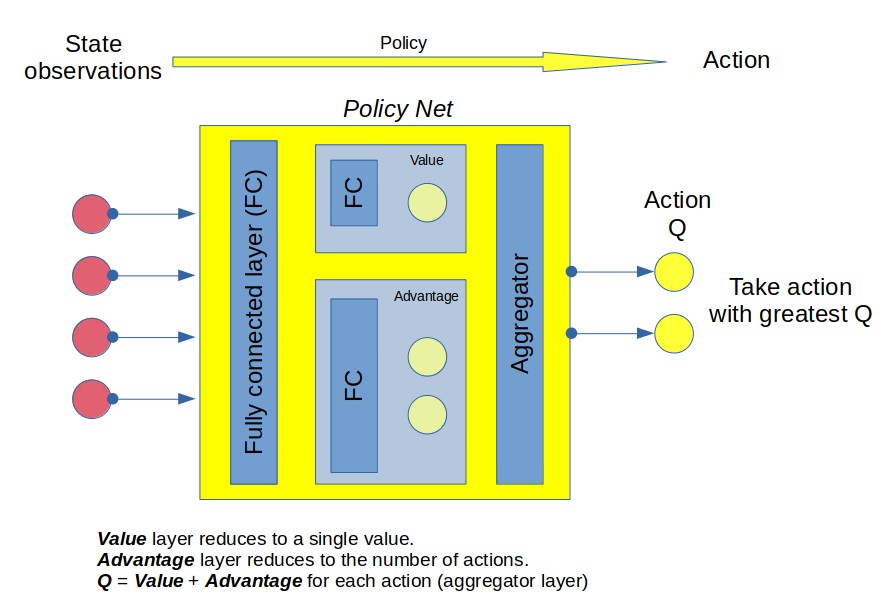 State
observations
Policy
Action
Policy Net
Fully connected layer (FC)
FC
Value
FC
Advantage
Aggregator
Action
Q
Take action
with greatest Q
Value layer reduces to a single value.
Advantage layer reduces to the number of actions.
Q = Value + Advantage for each action (aggregator layer)